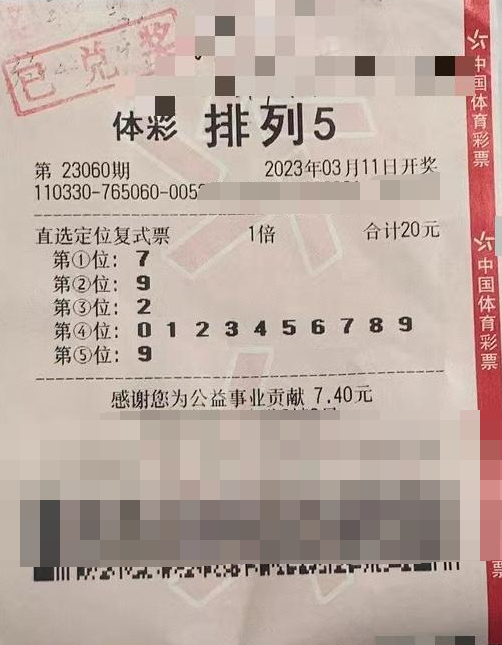 已兑奖
体彩 排列5
第 23060期 2023年03月11日开奖
110330-765060-005
直选定位复式票 1倍 合计20元
第①位: 7
第②位: 9
第③位: 2
第④位: 0 1 2 3 4 5 6 7 8 9
第⑤位: 9
感谢您为公益事业贡献 7.40元
中国体育彩票
中国体育彩票
票